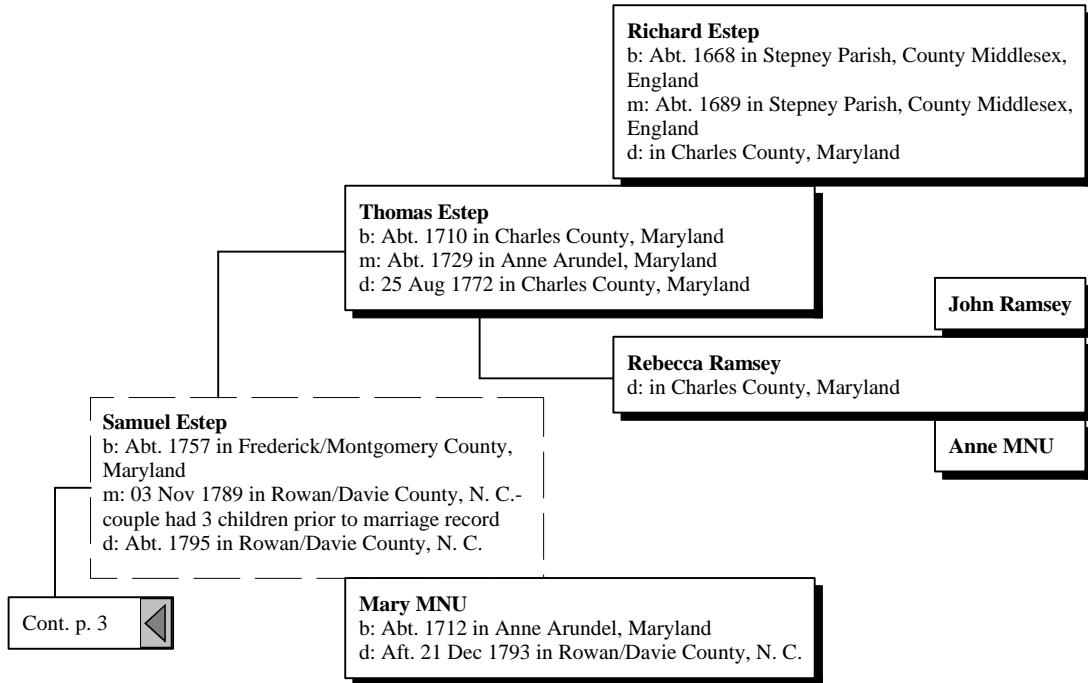 Richard Estep
b: Abt. 1668 in Stepney Parish, County Middlesex,
England
m: Abt. 1689 in Stepney Parish, County Middlesex,
England
d: in Charles County, Maryland
Thomas Estep
b: Abt. 1710 in Charles County, Maryland
m: Abt. 1729 in Anne Arundel, Maryland
d: 25 Aug 1772 in Charles County, Maryland
John Ramsey
Rebecca Ramsey
d: in Charles County, Maryland
Anne MNU
Samuel Estep
b: Abt. 1757 in Frederick/Montgomery County,
Maryland
m: 03 Nov 1789 in Rowan/Davie County, N. C.-
couple had 3 children prior to marriage record
d: Abt. 1795 in Rowan/Davie County, N. C.
Mary MNU
b: Abt. 1712 in Anne Arundel, Maryland
d: Aft. 21 Dec 1793 in Rowan/Davie County, N. C.
Cont. p. 3